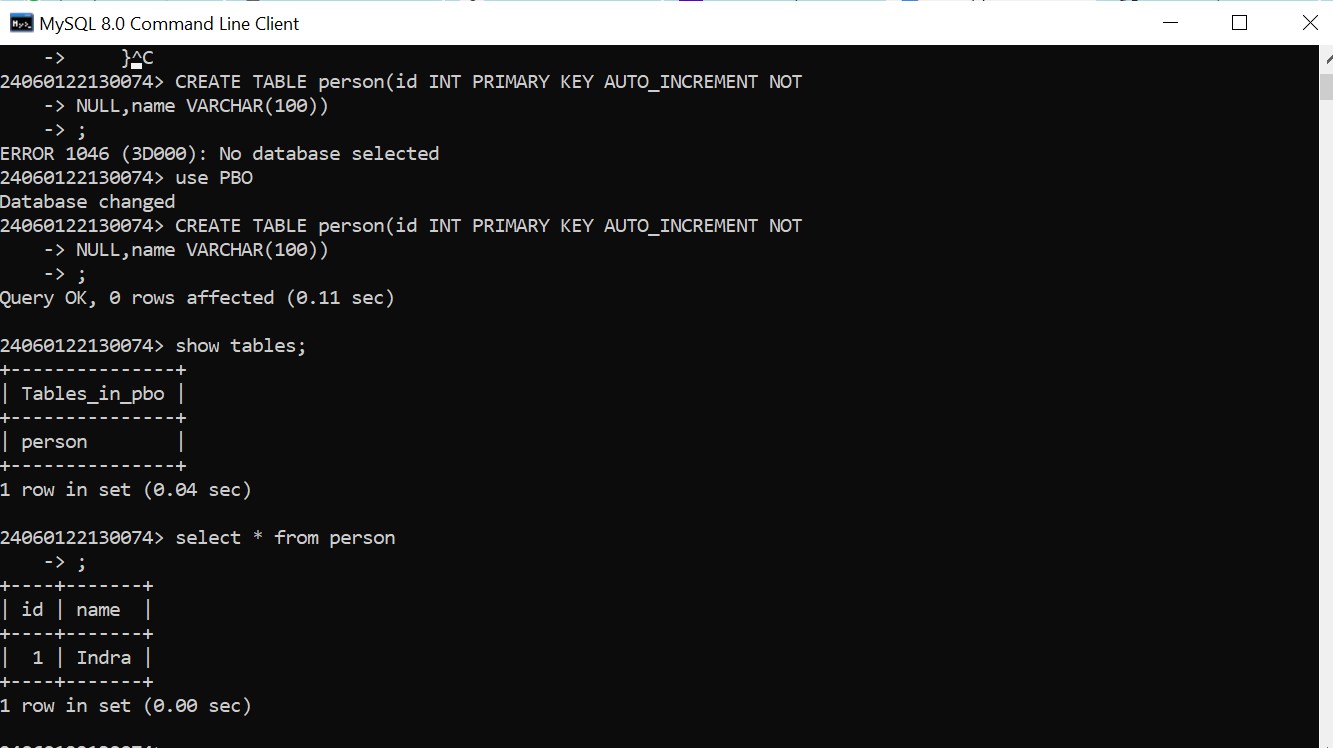 MySQL 8.0 Command Line Client
    ->     }^C
24060122130074> CREATE TABLE person(id INT PRIMARY KEY AUTO_INCREMENT NOT
    -> NULL,name VARCHAR(100))
    -> ;
ERROR 1046 (3D000): No database selected
24060122130074> use PBO
Database changed
24060122130074> CREATE TABLE person(id INT PRIMARY KEY AUTO_INCREMENT NOT
    -> NULL,name VARCHAR(100))
    -> ;
Query OK, 0 rows affected (0.11 sec)
24060122130074> show tables;
+---------------+
| Tables_in_pbo |
+---------------+
| person        |
+---------------+
1 row in set (0.04 sec)
24060122130074> select * from person
    -> ;
+----+-------+
| id | name  |
+----+-------+
|  1 | Indra |
+----+-------+
1 row in set (0.00 sec)